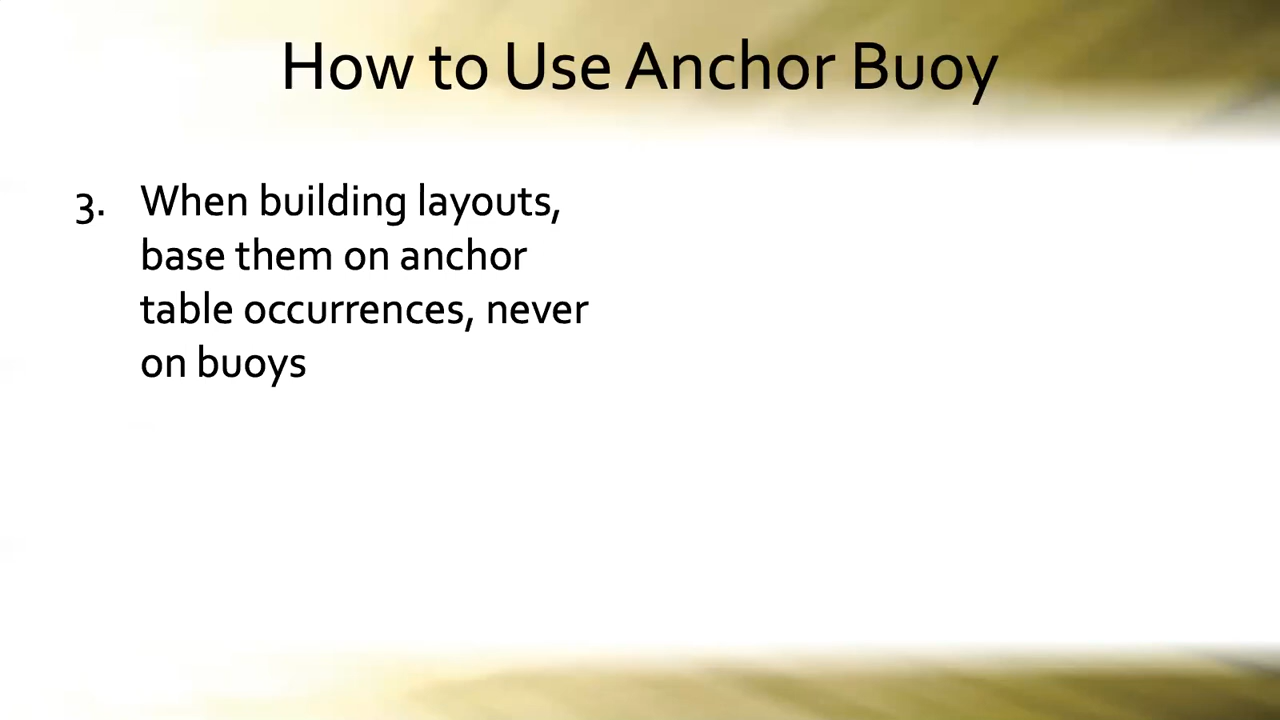 How to Use Anchor Buoy
3. When building layouts,
base them on anchor
table occurrences, never
on buoys